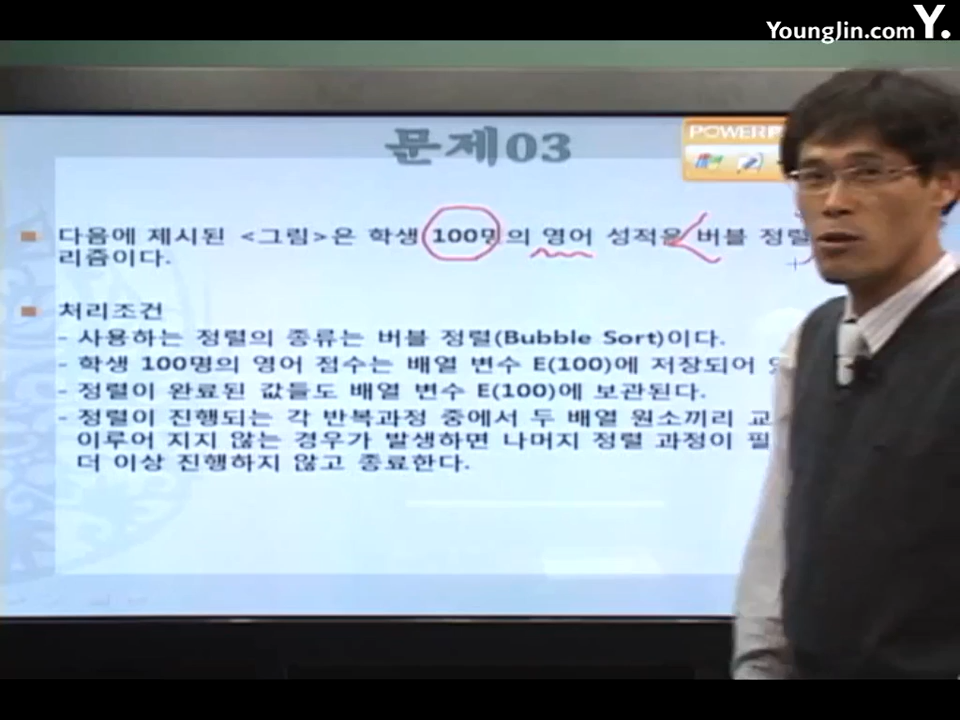 YoungJin.com Y.
문제03
POWER
다음에 제시된 <그림>은 학생 100명의 영어 성적을 버블 정렬
리즘이다.
처리조건
- 사용하는 정렬의 종류는 버블 정렬(Bubble Sort)이다.
- 학생 100명의 영어 점수는 배열 변수 E(100)에 저장되어
- 정렬이 완료된 값들도 배열 변수 E(100)에 보관된다.
- 정렬이 진행되는 각 반복과정 중에서 두 배열 원소끼리 교
이루어 지지 않는 경우가 발생하면 나머지 정렬 과정이 필
더 이상 진행하지 않고 종료한다.